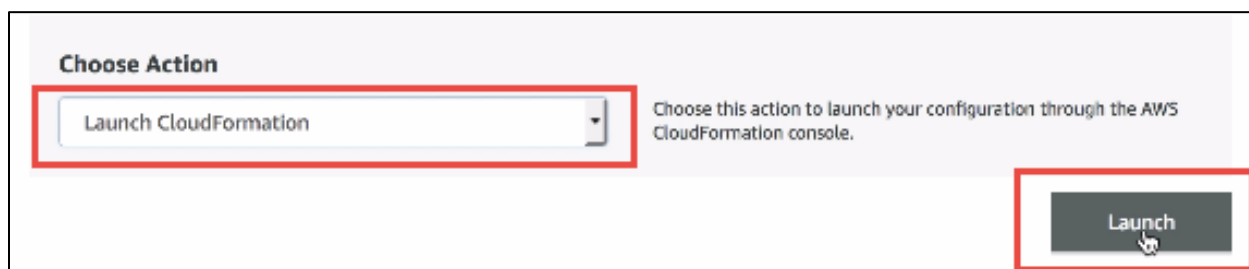 Choose Action
Launch CloudFormation
Choose this action to launch your configuration through the AWS
CloudFormation console.
Launch